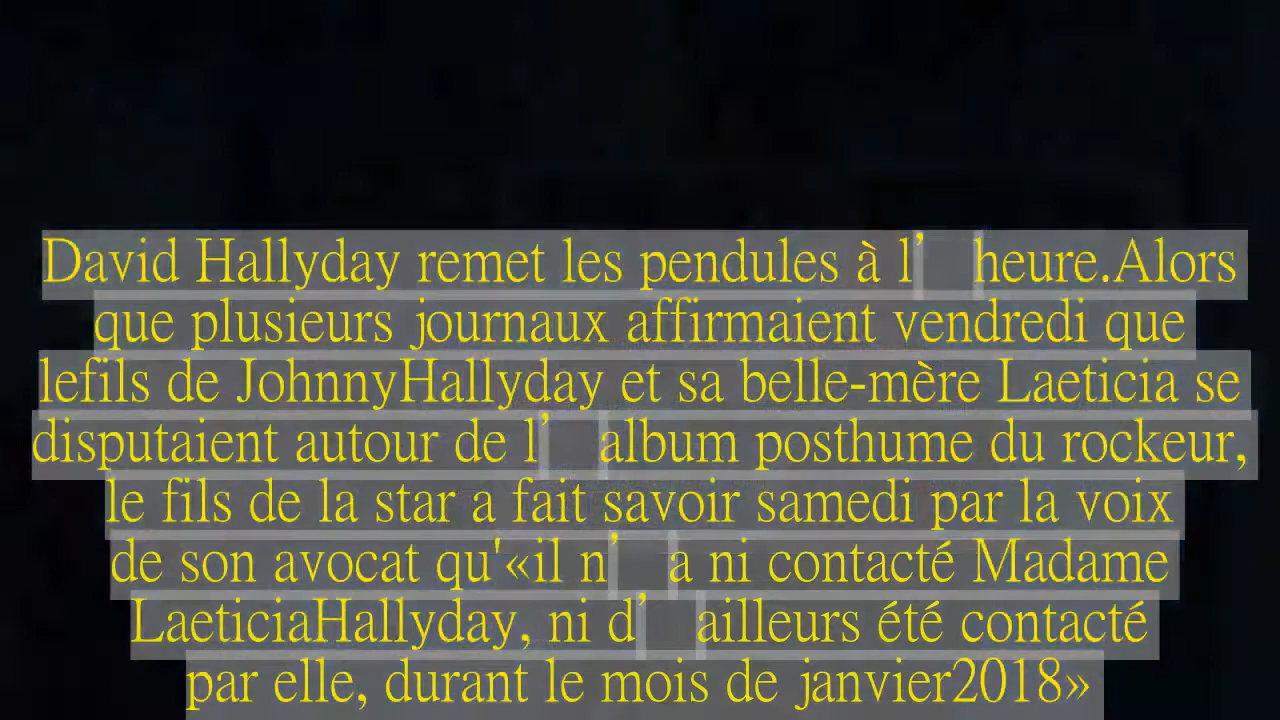 David Hallyday remet les pendules à l’ heure.Alors
que plusieurs journaux affirmaient vendredi que
lefils de JohnnyHallyday et sa belle-mère Laeticia se
disputaient autour de l’ album posthume du rockeur,
le fils de la star a fait savoir samedi par la voix
de son avocat qu'«il n’ a ni contacté Madame
LaeticiaHallyday, ni d’ ailleurs été contacté
par elle, durant le mois de janvier2018»